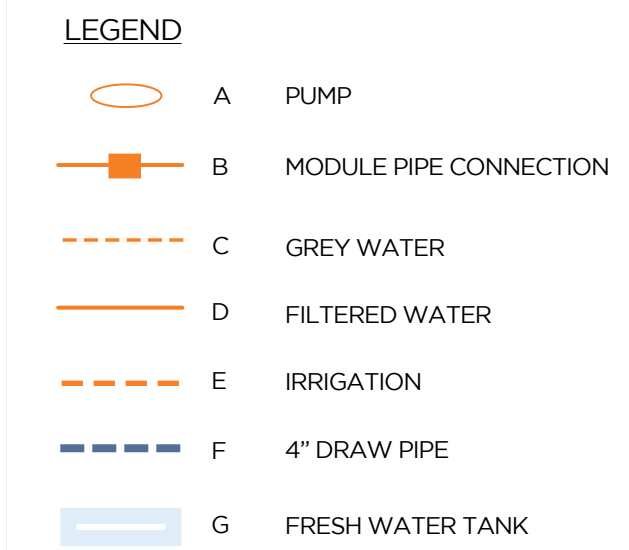 LEGEND
A PUMP
B MODULE PIPE CONNECTION
C GREY WATER
D FILTERED WATER
E IRRIGATION
F 4” DRAW PIPE
G FRESH WATER TANK